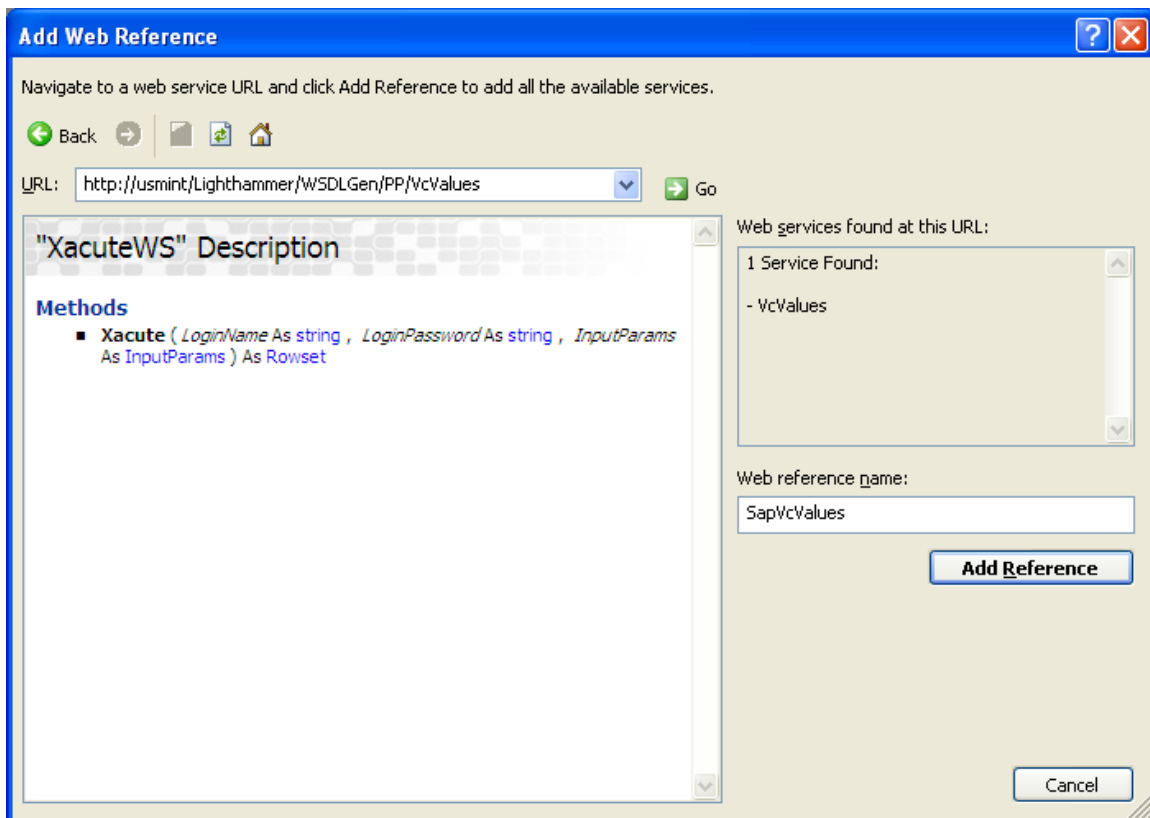 Add Web Reference
Navigate to a web service URL and click Add Reference to add all the available services.
Back
URL: http://usmint/Lighthammer/WSDLGen/PP/VcValues Go
"XacuteWS" Description
Methods
Xacute ( LoginName As string , LoginPassword As string , InputParams
As InputParams ) As Rowset
Web services found at this URL:
1 Service Found:
- VcValues
Web reference name:
SapVcValues
Add Reference
Cancel